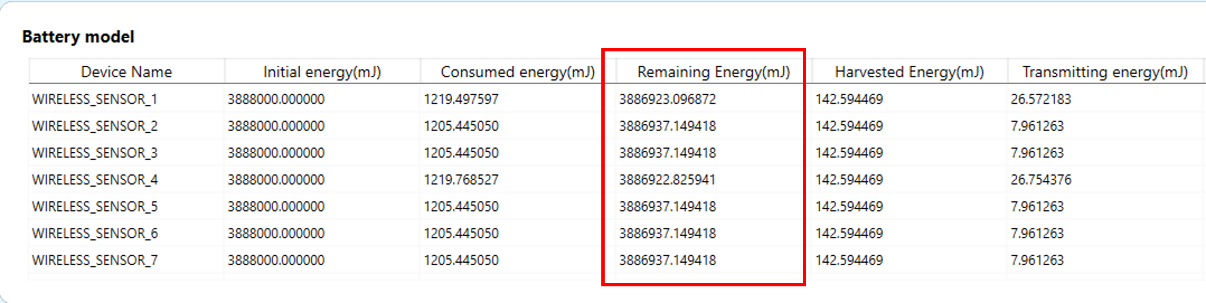 Battery model
Device Name Initial energy(mJ) Consumed energy(mJ) Remaining Energy(mJ) Harvested Energy(mJ) Transmitting energy(mJ)
WIRELESS_SENSOR_1 3888000.000000 1219.497597 3886923.096872 142.594469 26.572183
WIRELESS_SENSOR_2 3888000.000000 1205.445050 3886937.149418 142.594469 7.961263
WIRELESS_SENSOR_3 3888000.000000 1205.445050 3886937.149418 142.594469 7.961263
WIRELESS_SENSOR_4 3888000.000000 1219.768527 3886922.825941 142.594469 26.754376
WIRELESS_SENSOR_5 3888000.000000 1205.445050 3886937.149418 142.594469 7.961263
WIRELESS_SENSOR_6 3888000.000000 1205.445050 3886937.149418 142.594469 7.961263
WIRELESS_SENSOR_7 3888000.000000 1205.445050 3886937.149418 142.594469 7.961263